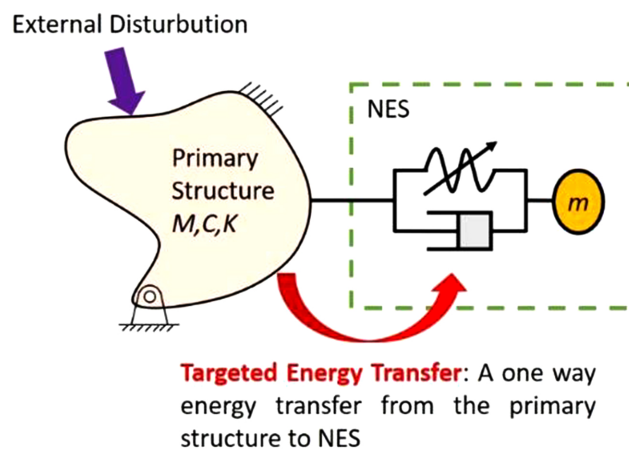 External Disturbution
NES
Primary
Structure
M,C,K
m
Targeted Energy Transfer: A one way
energy transfer from the primary
structure to NES